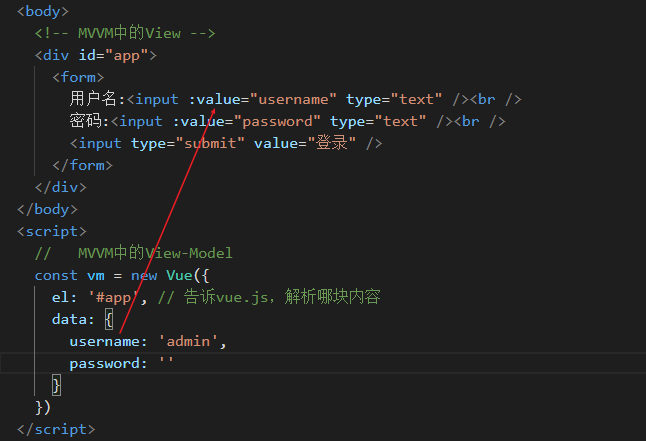 <body>
<!-- MVVM中的View -->
<div id="app">
<form>
用户名:<input :value="username" type="text" /><br />
密码:<input :value="password" type="text" /><br />
<input type="submit" value="登录" />
</form>
</div>
</body>
<script>
// MVVM中的View-Model
const vm = new Vue({
el: '#app', // 告诉vue.js, 解析哪块内容
data: {
username: 'admin',
password: ''
}
})
</script>